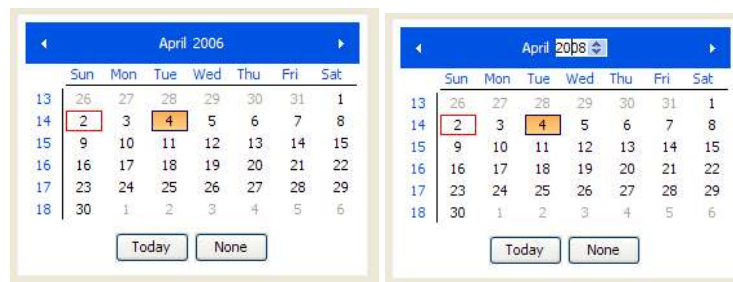 April 2006
Sun Mon Tue Wed Thu Fri Sat
13 26 27 28 29 30 31 1
14 2 3 4 5 6 7 8
15 9 10 11 12 13 14 15
16 16 17 18 19 20 21 22
17 23 24 25 26 27 28 29
18 30 1 2 3 4 5 6
Today None
April 2008
Sun Mon Tue Wed Thu Fri Sat
13 26 27 28 29 30 31 1
14 2 3 4 5 6 7 8
15 9 10 11 12 13 14 15
16 16 17 18 19 20 21 22
17 23 24 25 26 27 28 29
18 30 1 2 3 4 5 6
Today None